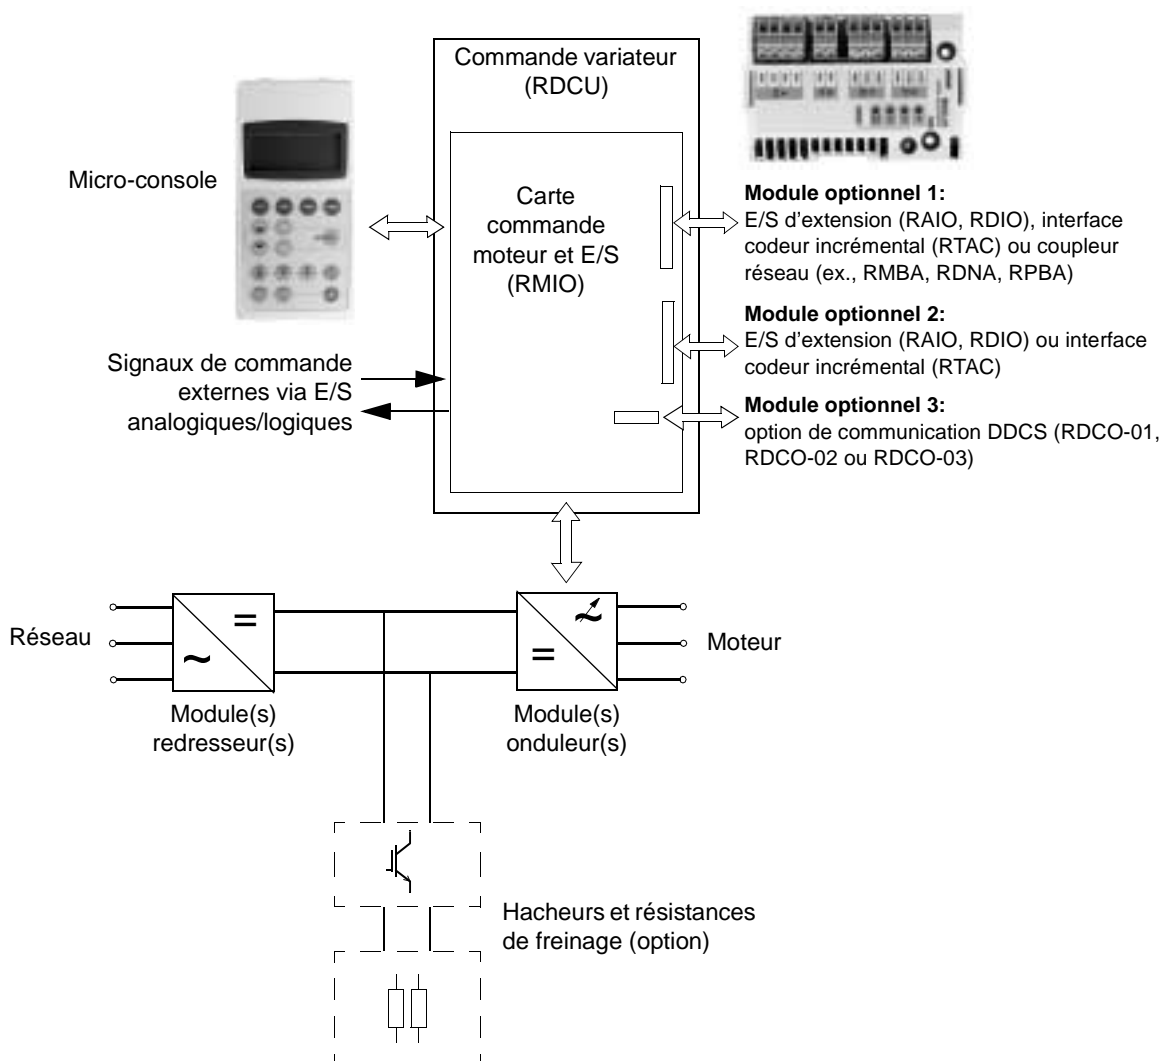 Commande variateur
(RDCU)
Micro-console
Carte
commande
moteur et E/S
(RMIO)
Module optionnel 1:
E/S d'extension (RAIO, RDIO), interface
codeur incrémental (RTAC) ou coupleur
réseau (ex., RMBA, RDNA, RPBA)
Module optionnel 2:
E/S d'extension (RAIO, RDIO) ou interface
codeur incrémental (RTAC)
Signaux de commande
externes via E/S
analogiques/logiques
Module optionnel 3:
option de communication DDCS (RDCO-01,
RDCO-02 ou RDCO-03)
Réseau
= ~
= ~
Moteur
Module(s)
redresseur(s)
Module(s)
onduleur(s)
Hacheurs et résistances
de freinage (option)